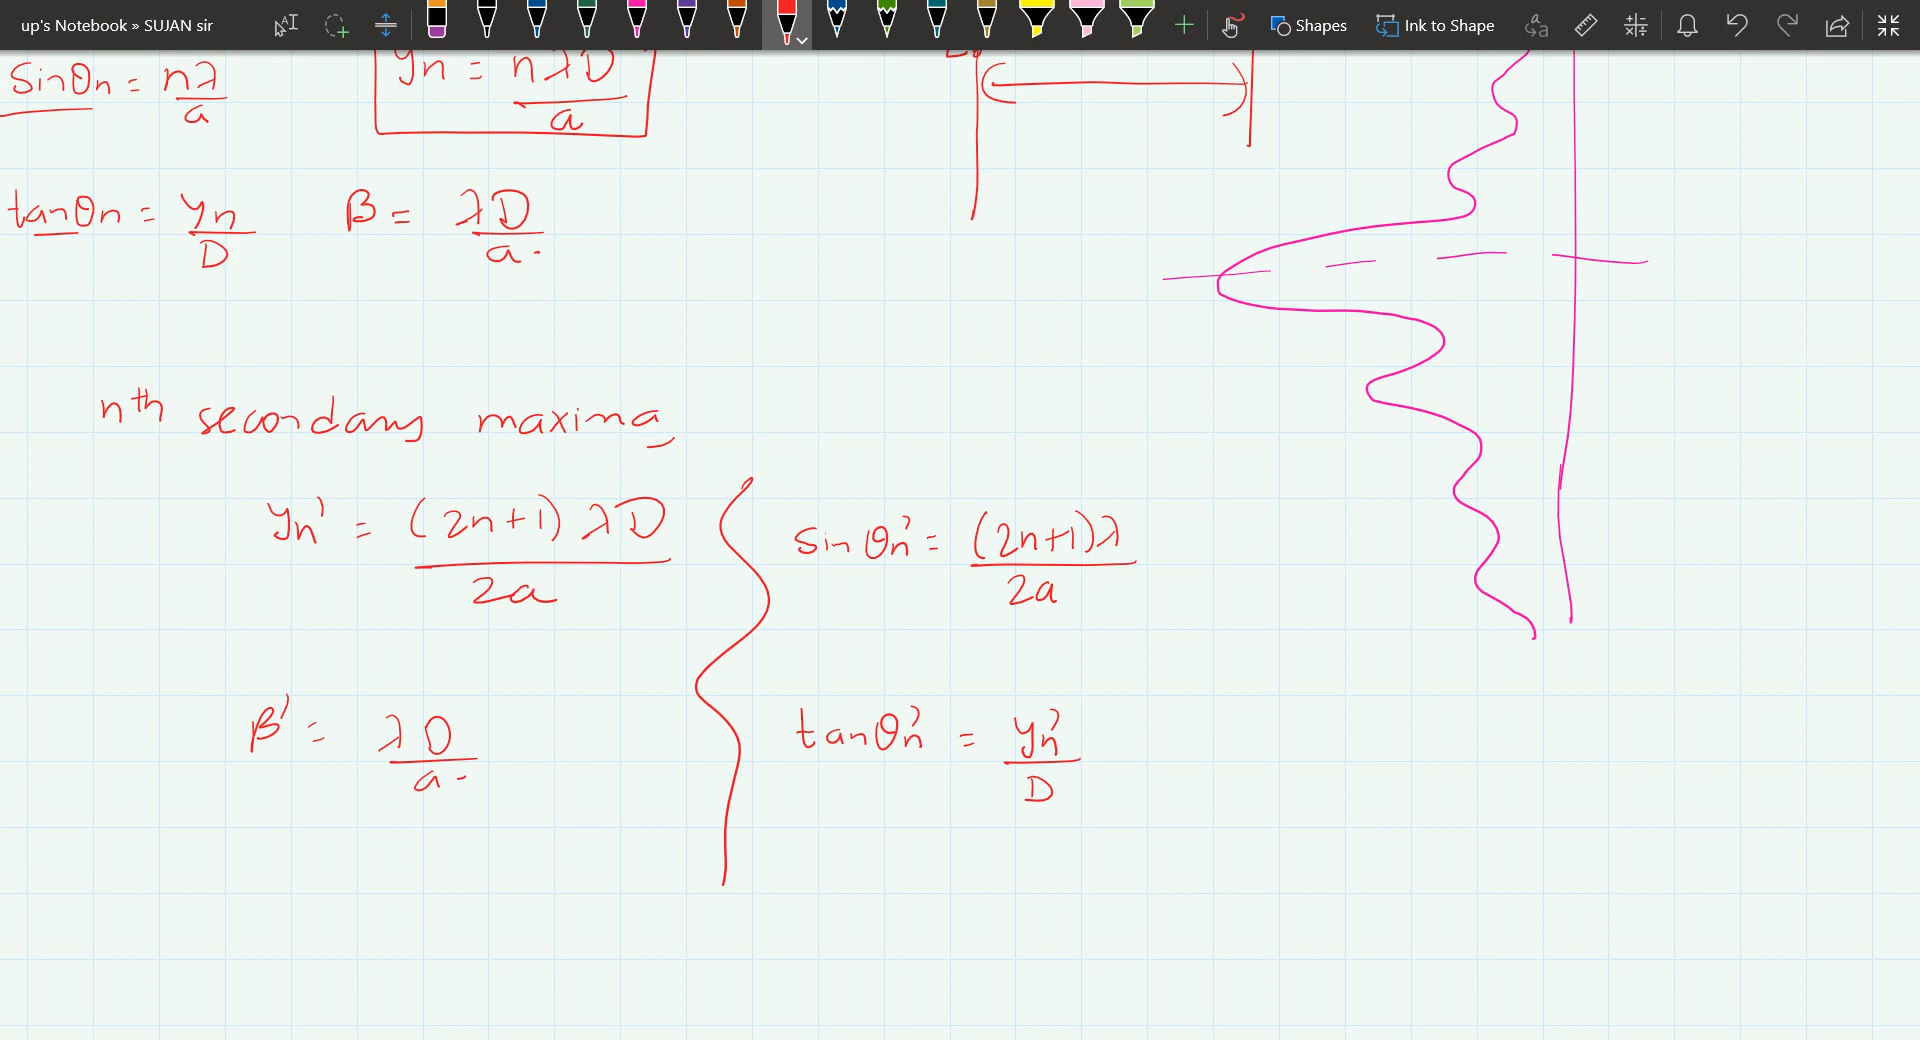 up's Notebook » SUJAN sir
Shapes
Ink to Shape
sinθn = nλ/a
yn = nλD/a
tanθn = yn/D
β = λD/a.
nth secondary maxima
yn' = (2n+1) λD/2a
sin θn' = (2n+1)λ/2a
β' = λD/a.
tanθn' = yn'/D